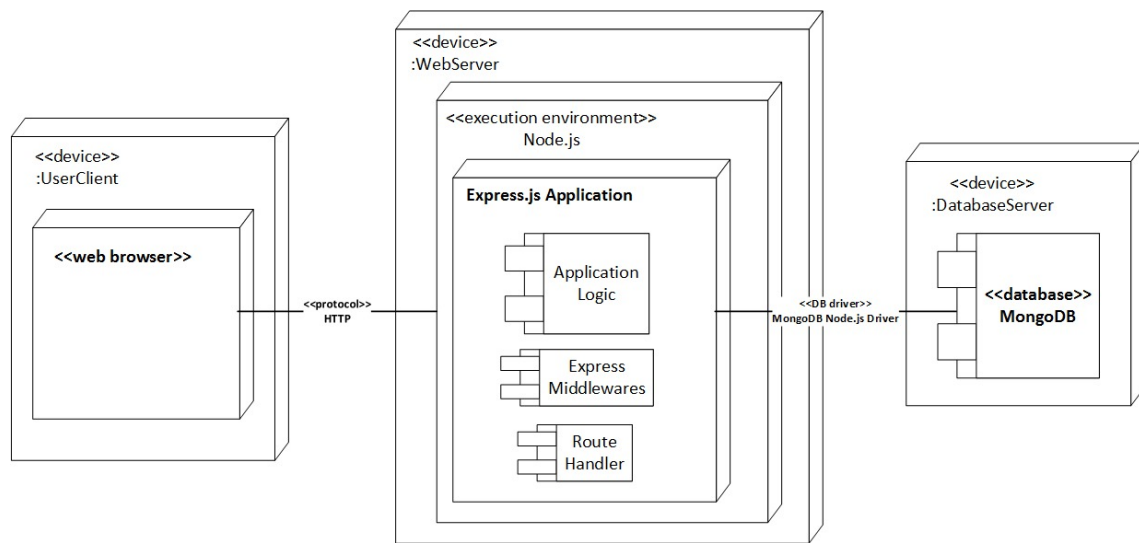 <<device>>
:UserClient
<<web browser>>
<<protocol>>
HTTP
<<device>>
:WebServer
<<execution environment>>
Node.js
Express.js Application
Application
Logic
Express
Middlewares
Route
Handler
<<DB driver>>
MongoDB Node.js Driver
<<device>>
:DatabaseServer
<<database>>
MongoDB